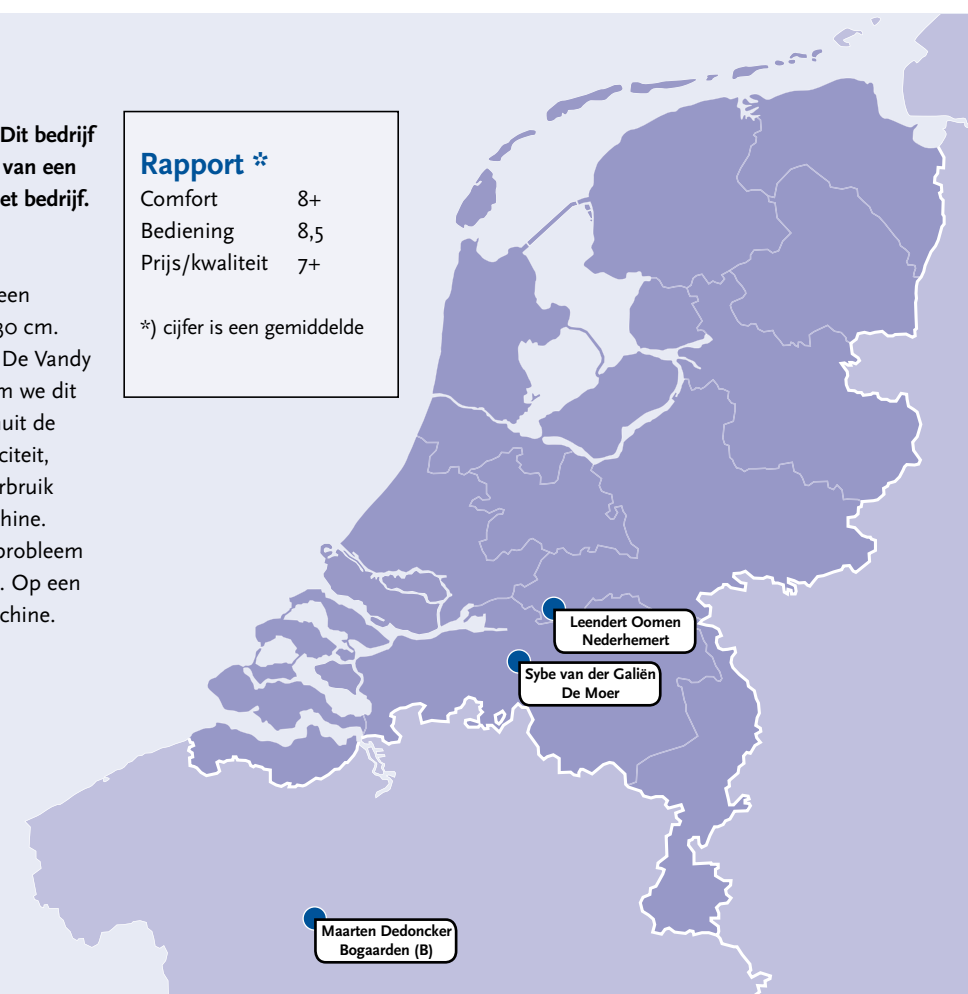 Dit bedrijf
van een
et bedrijf.
een
30 cm.
De Vandy
m we dit
uit de
citeit,
rbruik
hine.
probleem
. Op een
chine.
Rapport *
Comfort 8+
Bediening 8,5
Prijs/kwaliteit 7+
*) cijfer is een gemiddelde
Leendert Oomen
Nederhemert
Sybe van der Galiën
De Moer
Maarten Dedoncker
Bogaarden (B)